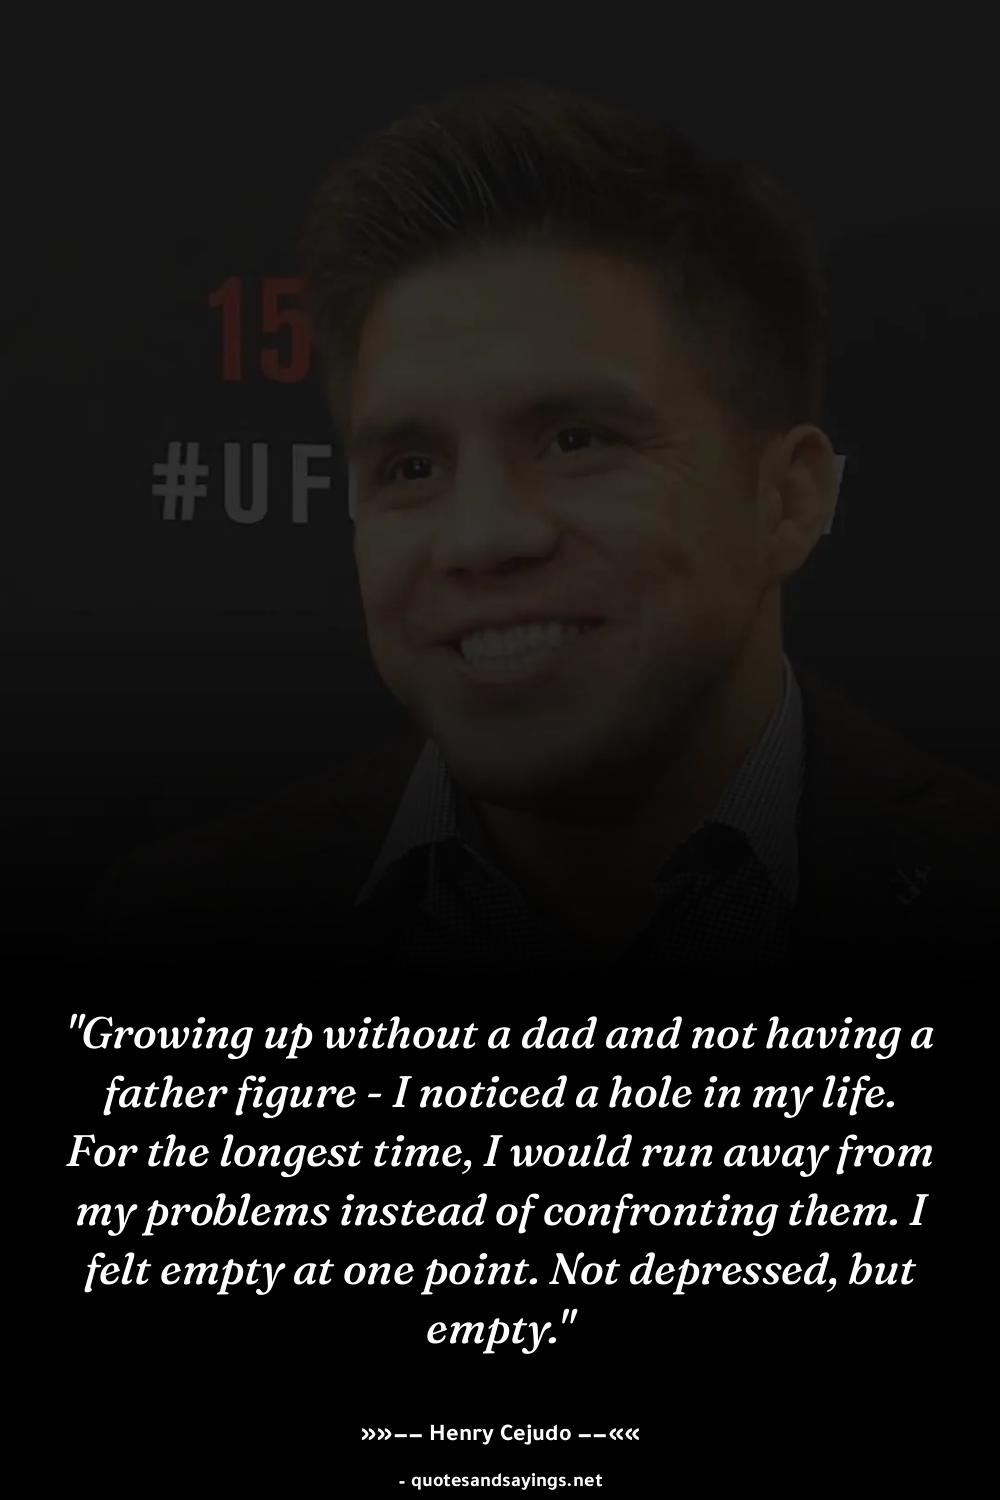 15
#UF
"Growing up without a dad and not having a
father figure - I noticed a hole in my life.
For the longest time, I would run away from
my problems instead of confronting them. I
felt empty at one point. Not depressed, but
empty."
»»−− Henry Cejudo −−««
- quotesandsayings.net